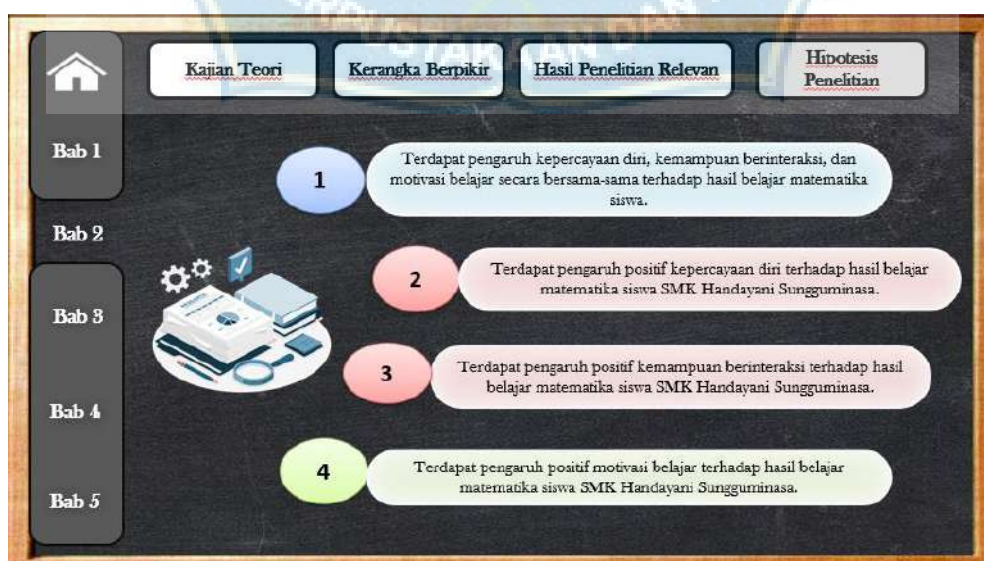 PUSTAKAAN DAN
Kajian Teori
Kerangka Berpikir
Hasil Penelitian Relevan
Hipotesis
Penelitian
Bab 1
Bab 2
Bab 3
Bab 4
Bab 5
1
Terdapat pengaruh kepercayaan diri, kemampuan berinteraksi, dan
motivasi belajar secara bersama-sama terhadap hasil belajar matematika
siswa.
2
Terdapat pengaruh positif kepercayaan diri terhadap hasil belajar
matematika siswa SMK Handayani Sungguminasa.
3
Terdapat pengaruh positif kemampuan berinteraksi terhadap hasil
belajar matematika siswa SMK Handayani Sungguminasa.
4
Terdapat pengaruh positif motivasi belajar terhadap hasil belajar
matematika siswa SMK Handayani Sungguminasa.